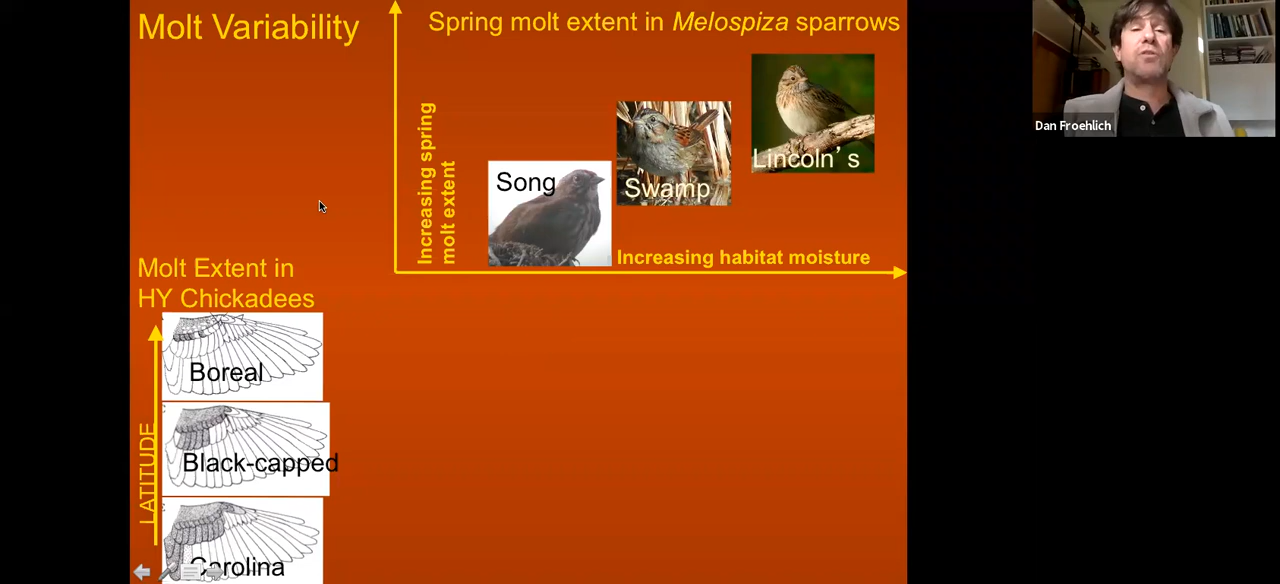 Molt Variability
Spring molt extent in Melospiza sparrows
Increasing spring
molt extent
Song
Swamp
Lincoln’s
Increasing habitat moisture
Dan Froehlich
Molt Extent in
HY Chickadees
LATITUDE
Boreal
Black-capped
Carolina